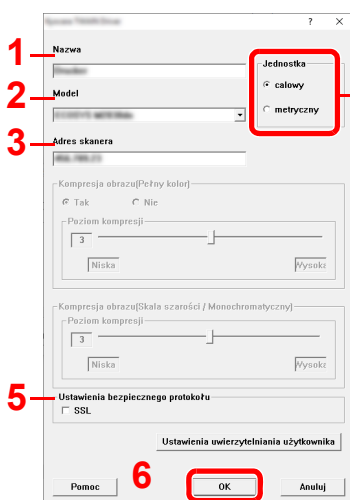 ? ×
1
Nazwa
Jednostka
calowy
metryczny
2
Model
3
Adres skanera
Kompresja obrazu(Pełny kolor)
Tak Nie
Poziom kompresji
3
Niska Wysoka
Kompresja obrazu(Skala szarości / Monochromatyczny)
Poziom kompresji
3
Niska Wysoka
5
Ustawienia bezpiecznego protokołu
SSL
Ustawienia uwierzytelniania użytkownika
6
Pomoc OK Anuluj